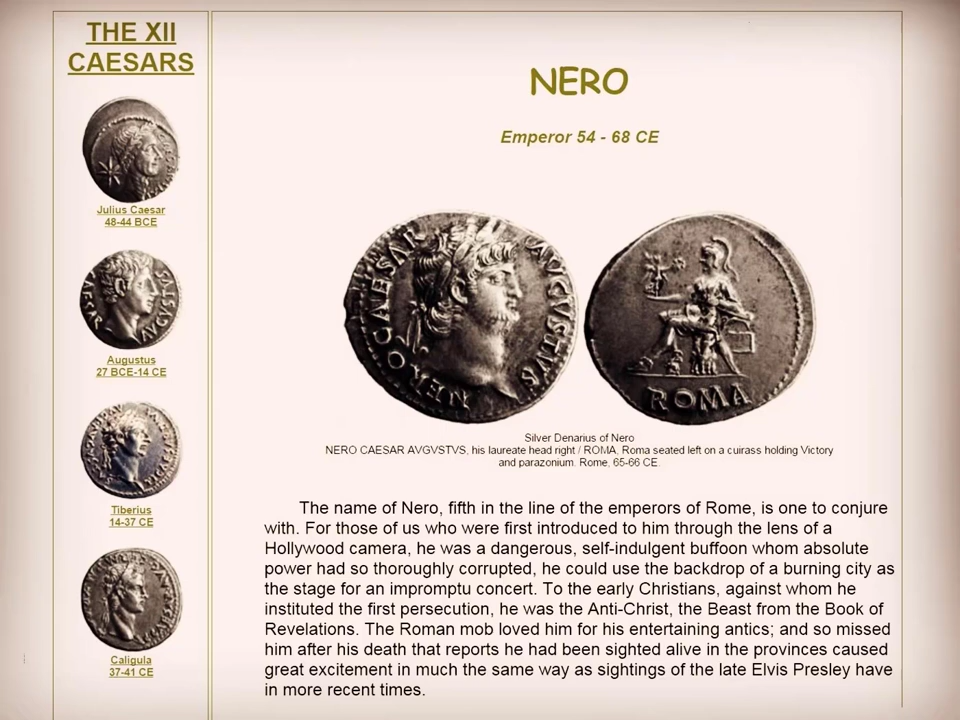 THE XII
CAESARS
Julius Caesar
48-44 BCE
CAESAR
AVGVSTVS
Augustus
27 BCE-14 CE
Tiberius
14-37 CE
Caligula
37-41 CE
NERO
Emperor 54 - 68 CE
NERO CAESAR
AVGVSTVS
ROMA
Silver Denarius of Nero
NERO CAESAR AVGVSTVS, his laureate head right / ROMA, Roma seated left on a cuirass holding Victory
and parazonium. Rome, 65-66 CE.
The name of Nero, fifth in the line of the emperors of Rome, is one to conjure
with. For those of us who were first introduced to him through the lens of a
Hollywood camera, he was a dangerous, self-indulgent buffoon whom absolute
power had so thoroughly corrupted, he could use the backdrop of a burning city as
the stage for an impromptu concert. To the early Christians, against whom he
instituted the first persecution, he was the Anti-Christ, the Beast from the Book of
Revelations. The Roman mob loved him for his entertaining antics; and so missed
him after his death that reports he had been sighted alive in the provinces caused
great excitement in much the same way as sightings of the late Elvis Presley have
in more recent times.